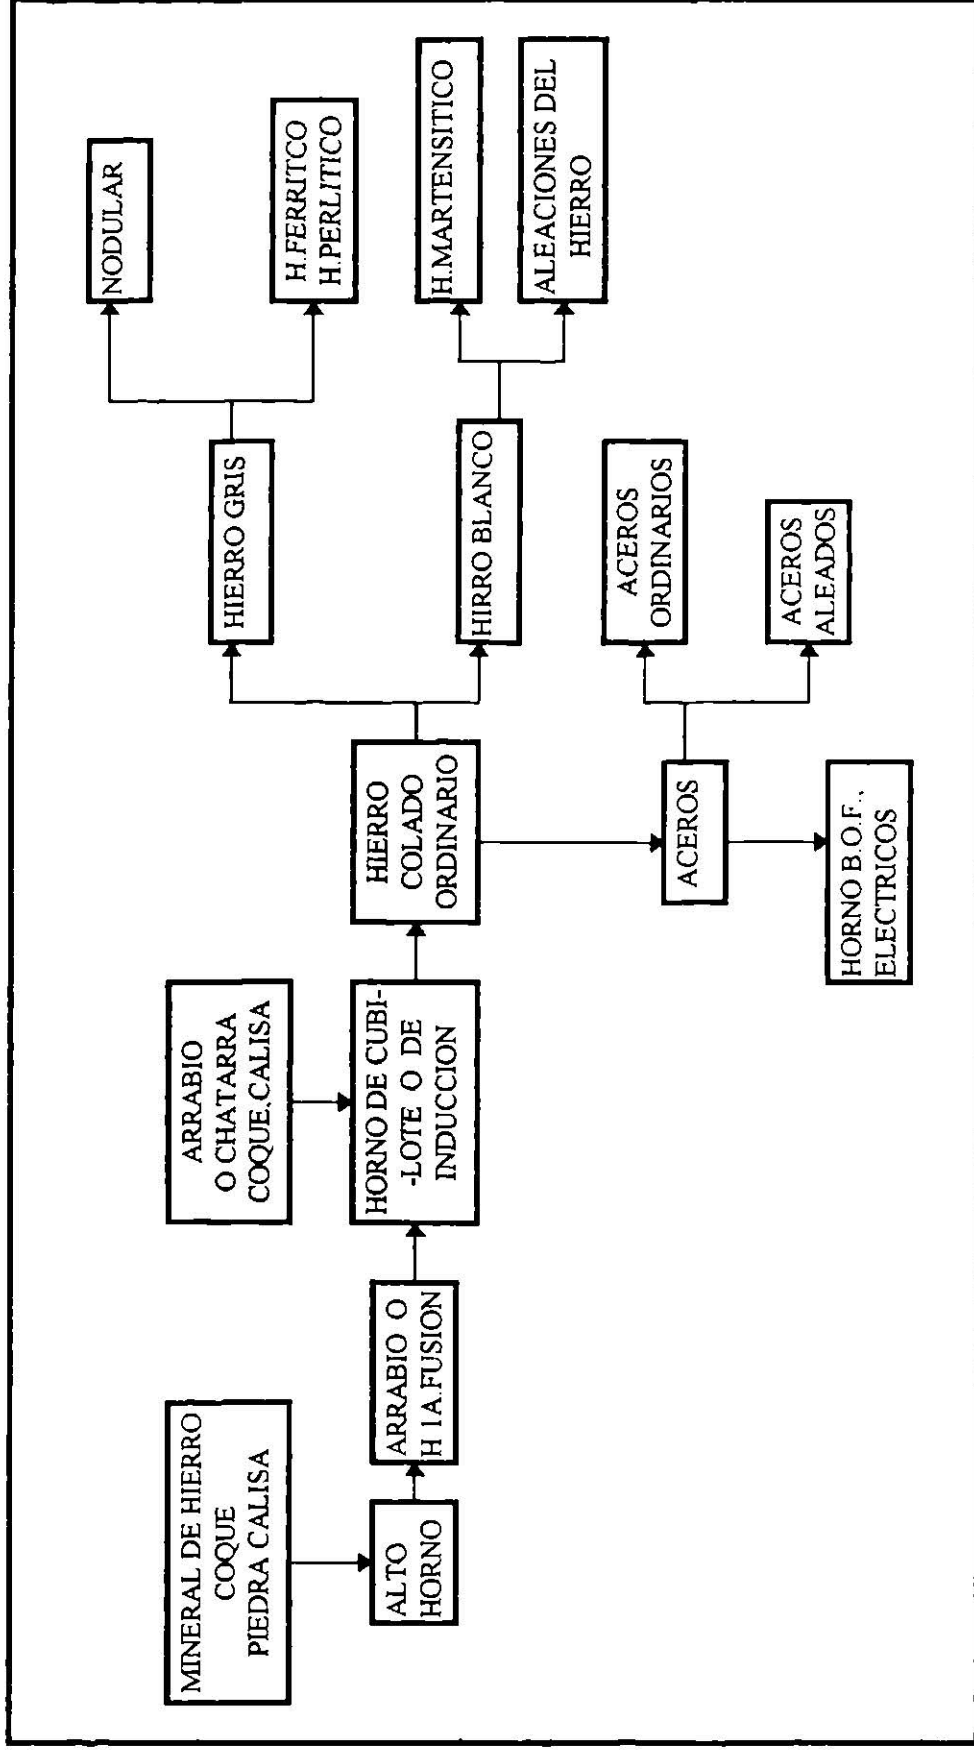 MINERAL DE HIERRO
COQUE
PIEDRA CALISA
ALTO
HORNO
ARRABIO O
H 1A.FUSION
ARRABIO
O CHATARRA
COQUE.CALISA
HORNO DE CUBI-
-LOTE O DE
INDUCCION
HIERRO
COLADO
ORDINARIO
HIERRO GRIS
NODULAR
H.FERRITCO
H.PERLITICO
HIRRO BLANCO
H.MARTENSITICO
ALEACIONES DEL
HIERRO
ACEROS
ACEROS
ORDINARIOS
ACEROS
ALEADOS
HORNO B.O.F.,
ELECTRICOS